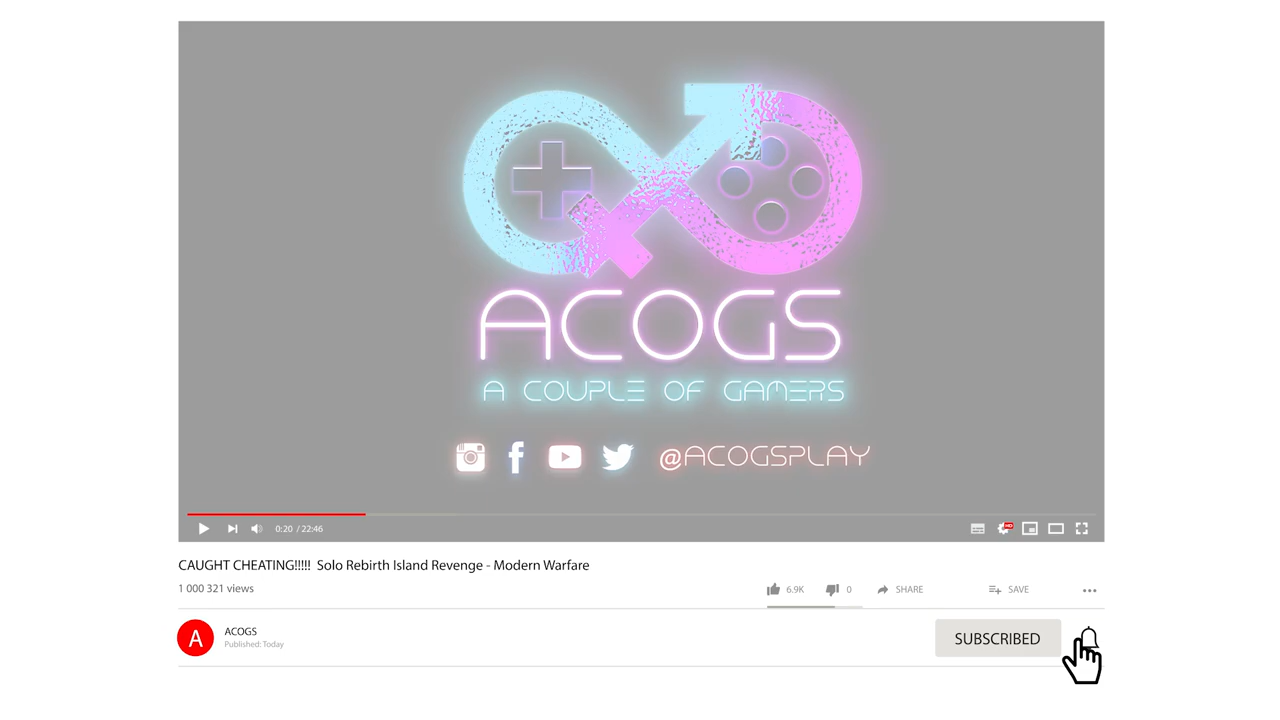 ACOGS
A COUPLE OF GAMERS
@ACOGSPLAY
0:20 / 22:46
HD
CAUGHT CHEATING!!!!! Solo Rebirth Island Revenge - Modern Warfare
1 000 321 views
6.9K
0
SHARE
SAVE
A
ACOGS
Published: Today
SUBSCRIBED